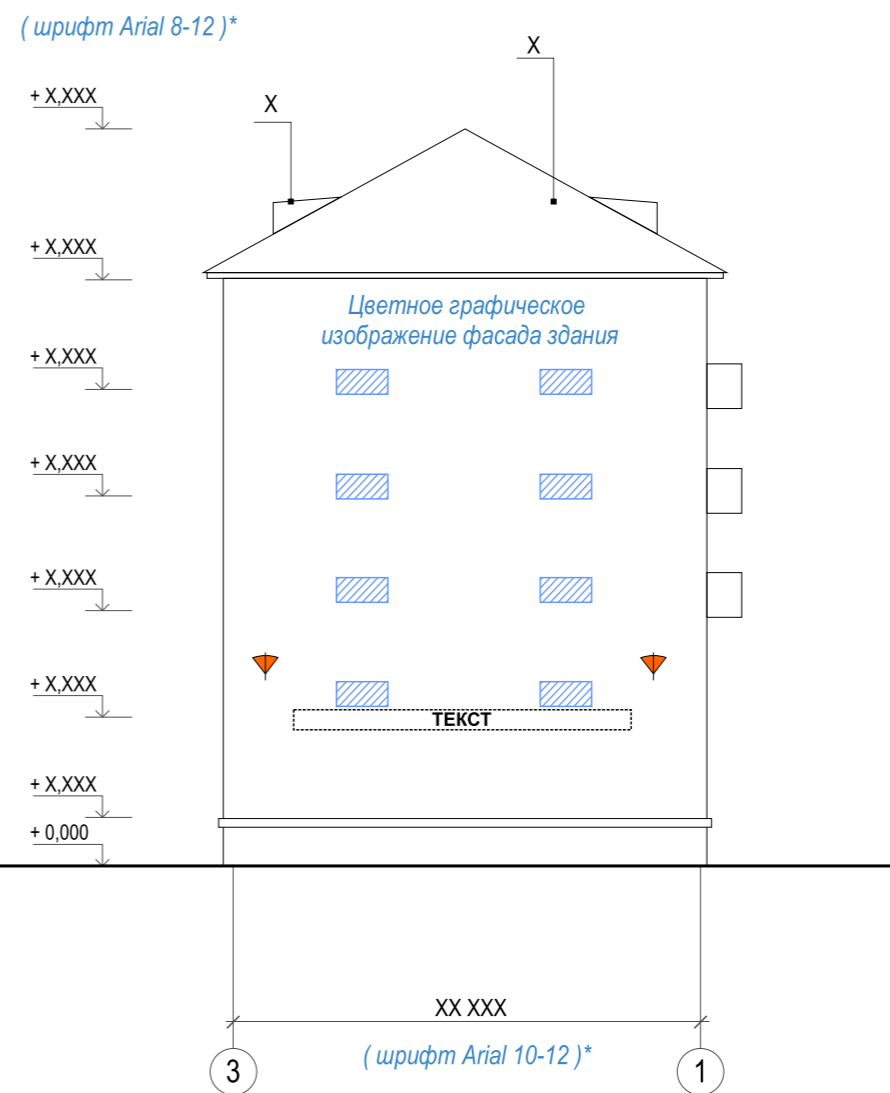 ( шрифт Arial 8-12 )*
X
+ X,XXX
X
+ X,XXX
Цветное графическое
изображение фасада здания
+ X,XXX
+ X,XXX
+ X,XXX
+ X,XXX
ТЕКСТ
+ X,XXX
+ 0,000
XX XXX
( шрифт Arial 10-12 )*
3
1